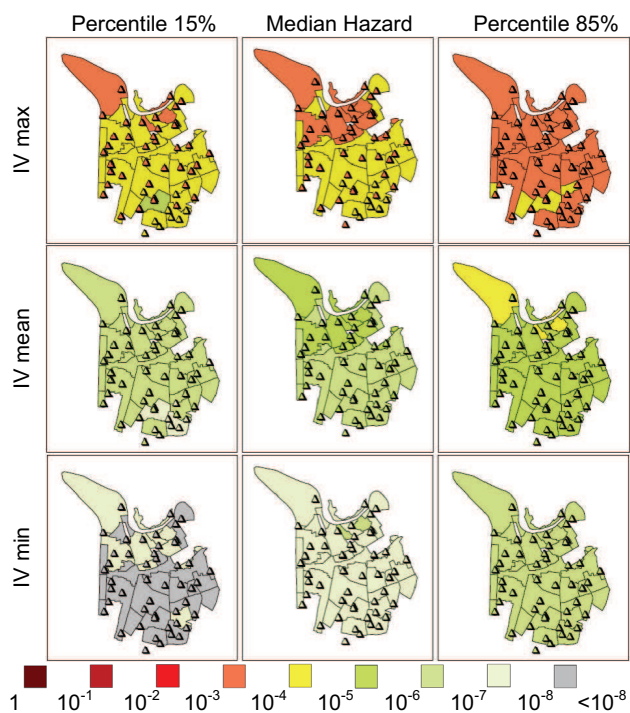 Percentile 15% Median Hazard Percentile 85%
IV max
IV mean
IV min
1 10⁻¹ 10⁻² 10⁻³ 10⁻⁴ 10⁻⁵ 10⁻⁶ 10⁻⁷ 10⁻⁸ <10⁻⁸